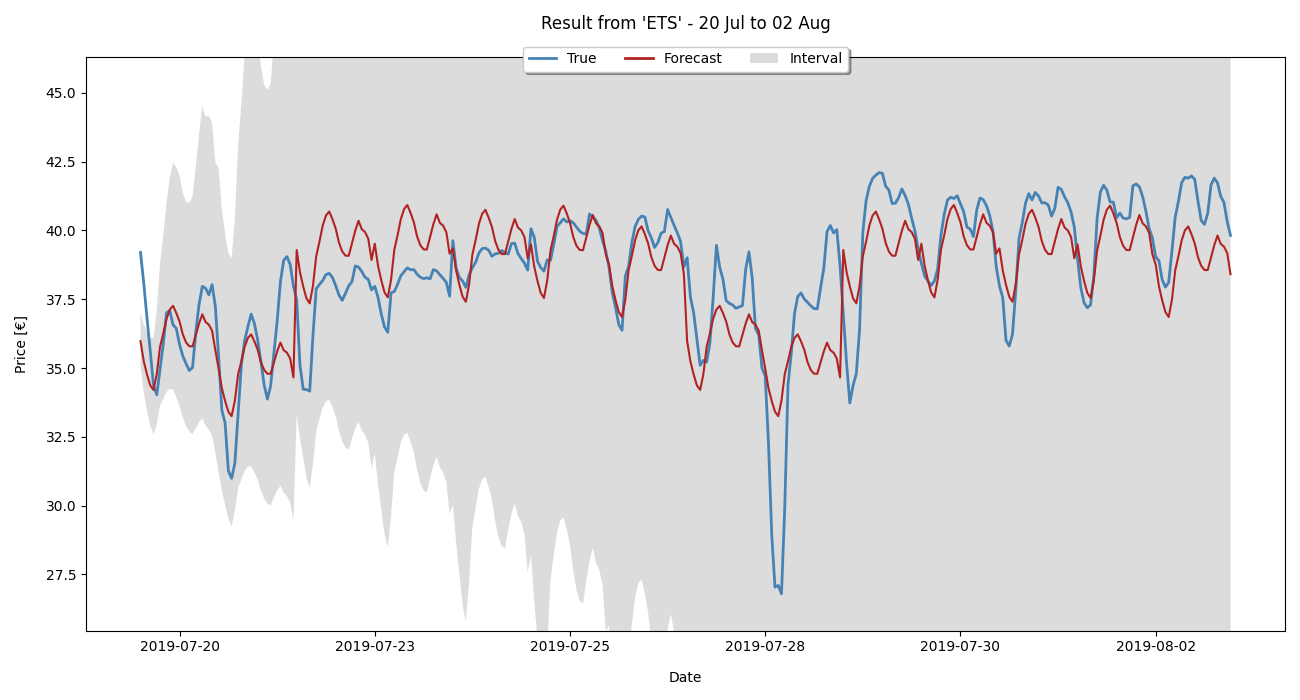 Result from 'ETS' - 20 Jul to 02 Aug
True Forecast Interval
45.0
42.5
40.0
37.5
35.0
32.5
30.0
27.5
Price [€]
2019-07-20 2019-07-23 2019-07-25 2019-07-28 2019-07-30 2019-08-02
Date